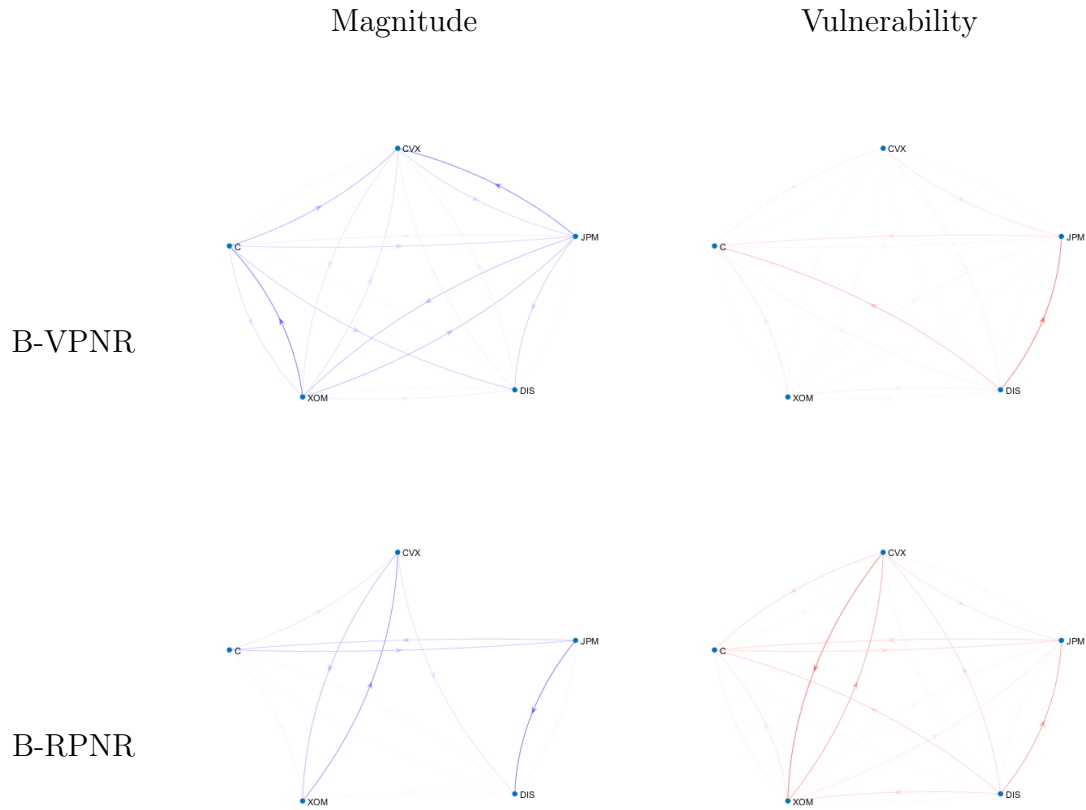 Magnitude Vulnerability
CVX CVX
JPM JPM
C C
B-VPNR
DIS DIS
XOM XOM
CVX CVX
JPM JPM
C C
B-RPNR
DIS DIS
XOM XOM